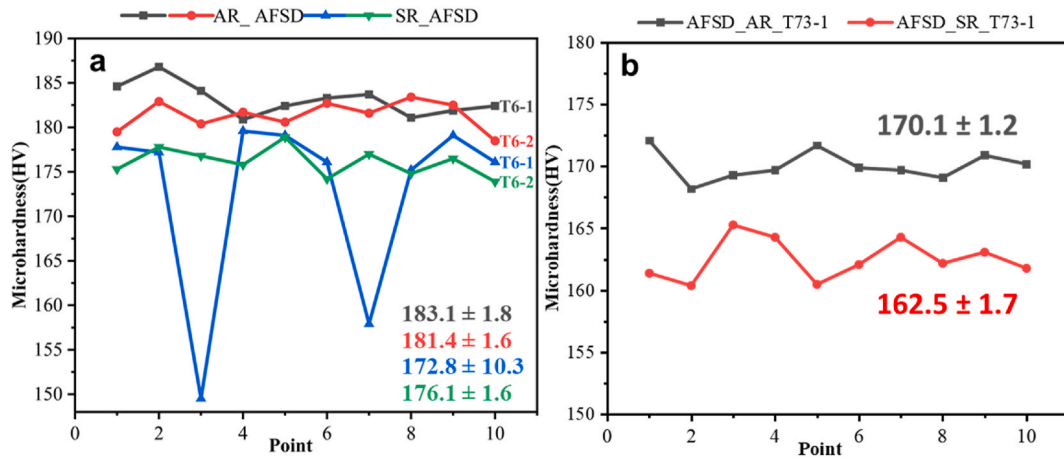 AR_ AFSD
SR_AFSD
a
190
185
180
175
170
165
160
155
150
Microhardness(HV)
T6-1
T6-2
T6-1
T6-2
183.1 ± 1.8
181.4 ± 1.6
172.8 ± 10.3
176.1 ± 1.6
0 2 4 6 8 10
Point
AFSD_AR_T73-1 AFSD_SR_T73-1
b
180
175
170
165
160
155
150
Microhardness(HV)
170.1 ± 1.2
162.5 ± 1.7
0 2 4 6 8 10
Point